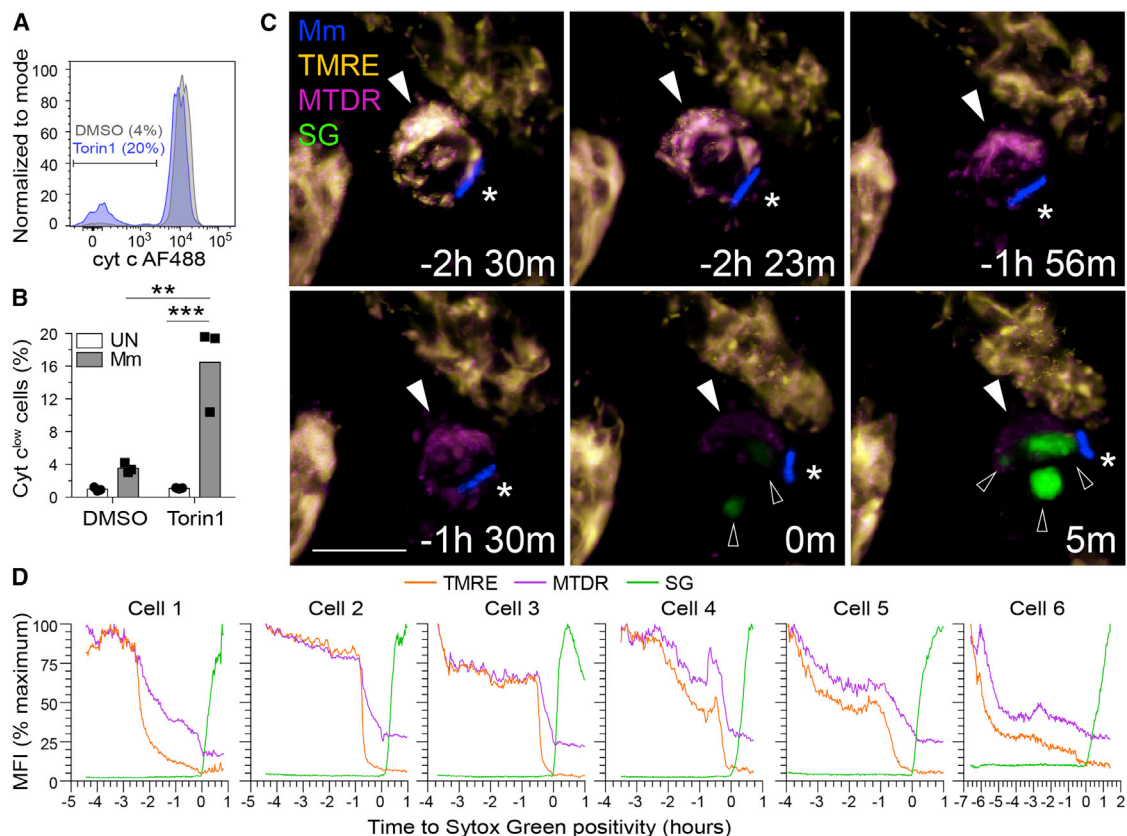 A
Normalized to mode
100
80
60
40
20
0
DMSO (4%)
Torin1 (20%)
0 10³ 10⁴ 10⁵
cyt c AF488
B
Cyt c^low cells (%)
20
16
12
8
4
0
**
***
UN
Mm
DMSO Torin1
C
Mm
TMRE
MTDR
SG
*
-2h 30m
*
-2h 23m
*
-1h 56m
*
-1h 30m
*
0m
*
5m
D
TMRE MTDR SG
Cell 1 Cell 2 Cell 3 Cell 4 Cell 5 Cell 6
MFI (% maximum)
100
75
50
25
0
-5 -4 -3 -2 -1 0 1
-5 -4 -3 -2 -1 0 1
-4 -3 -2 -1 0 1
-4 -3 -2 -1 0 1 2
-4 -3 -2 -1 0 1
-7 -6 -5 -4 -3 -2 -1 0 1 2
Time to Sytox Green positivity (hours)